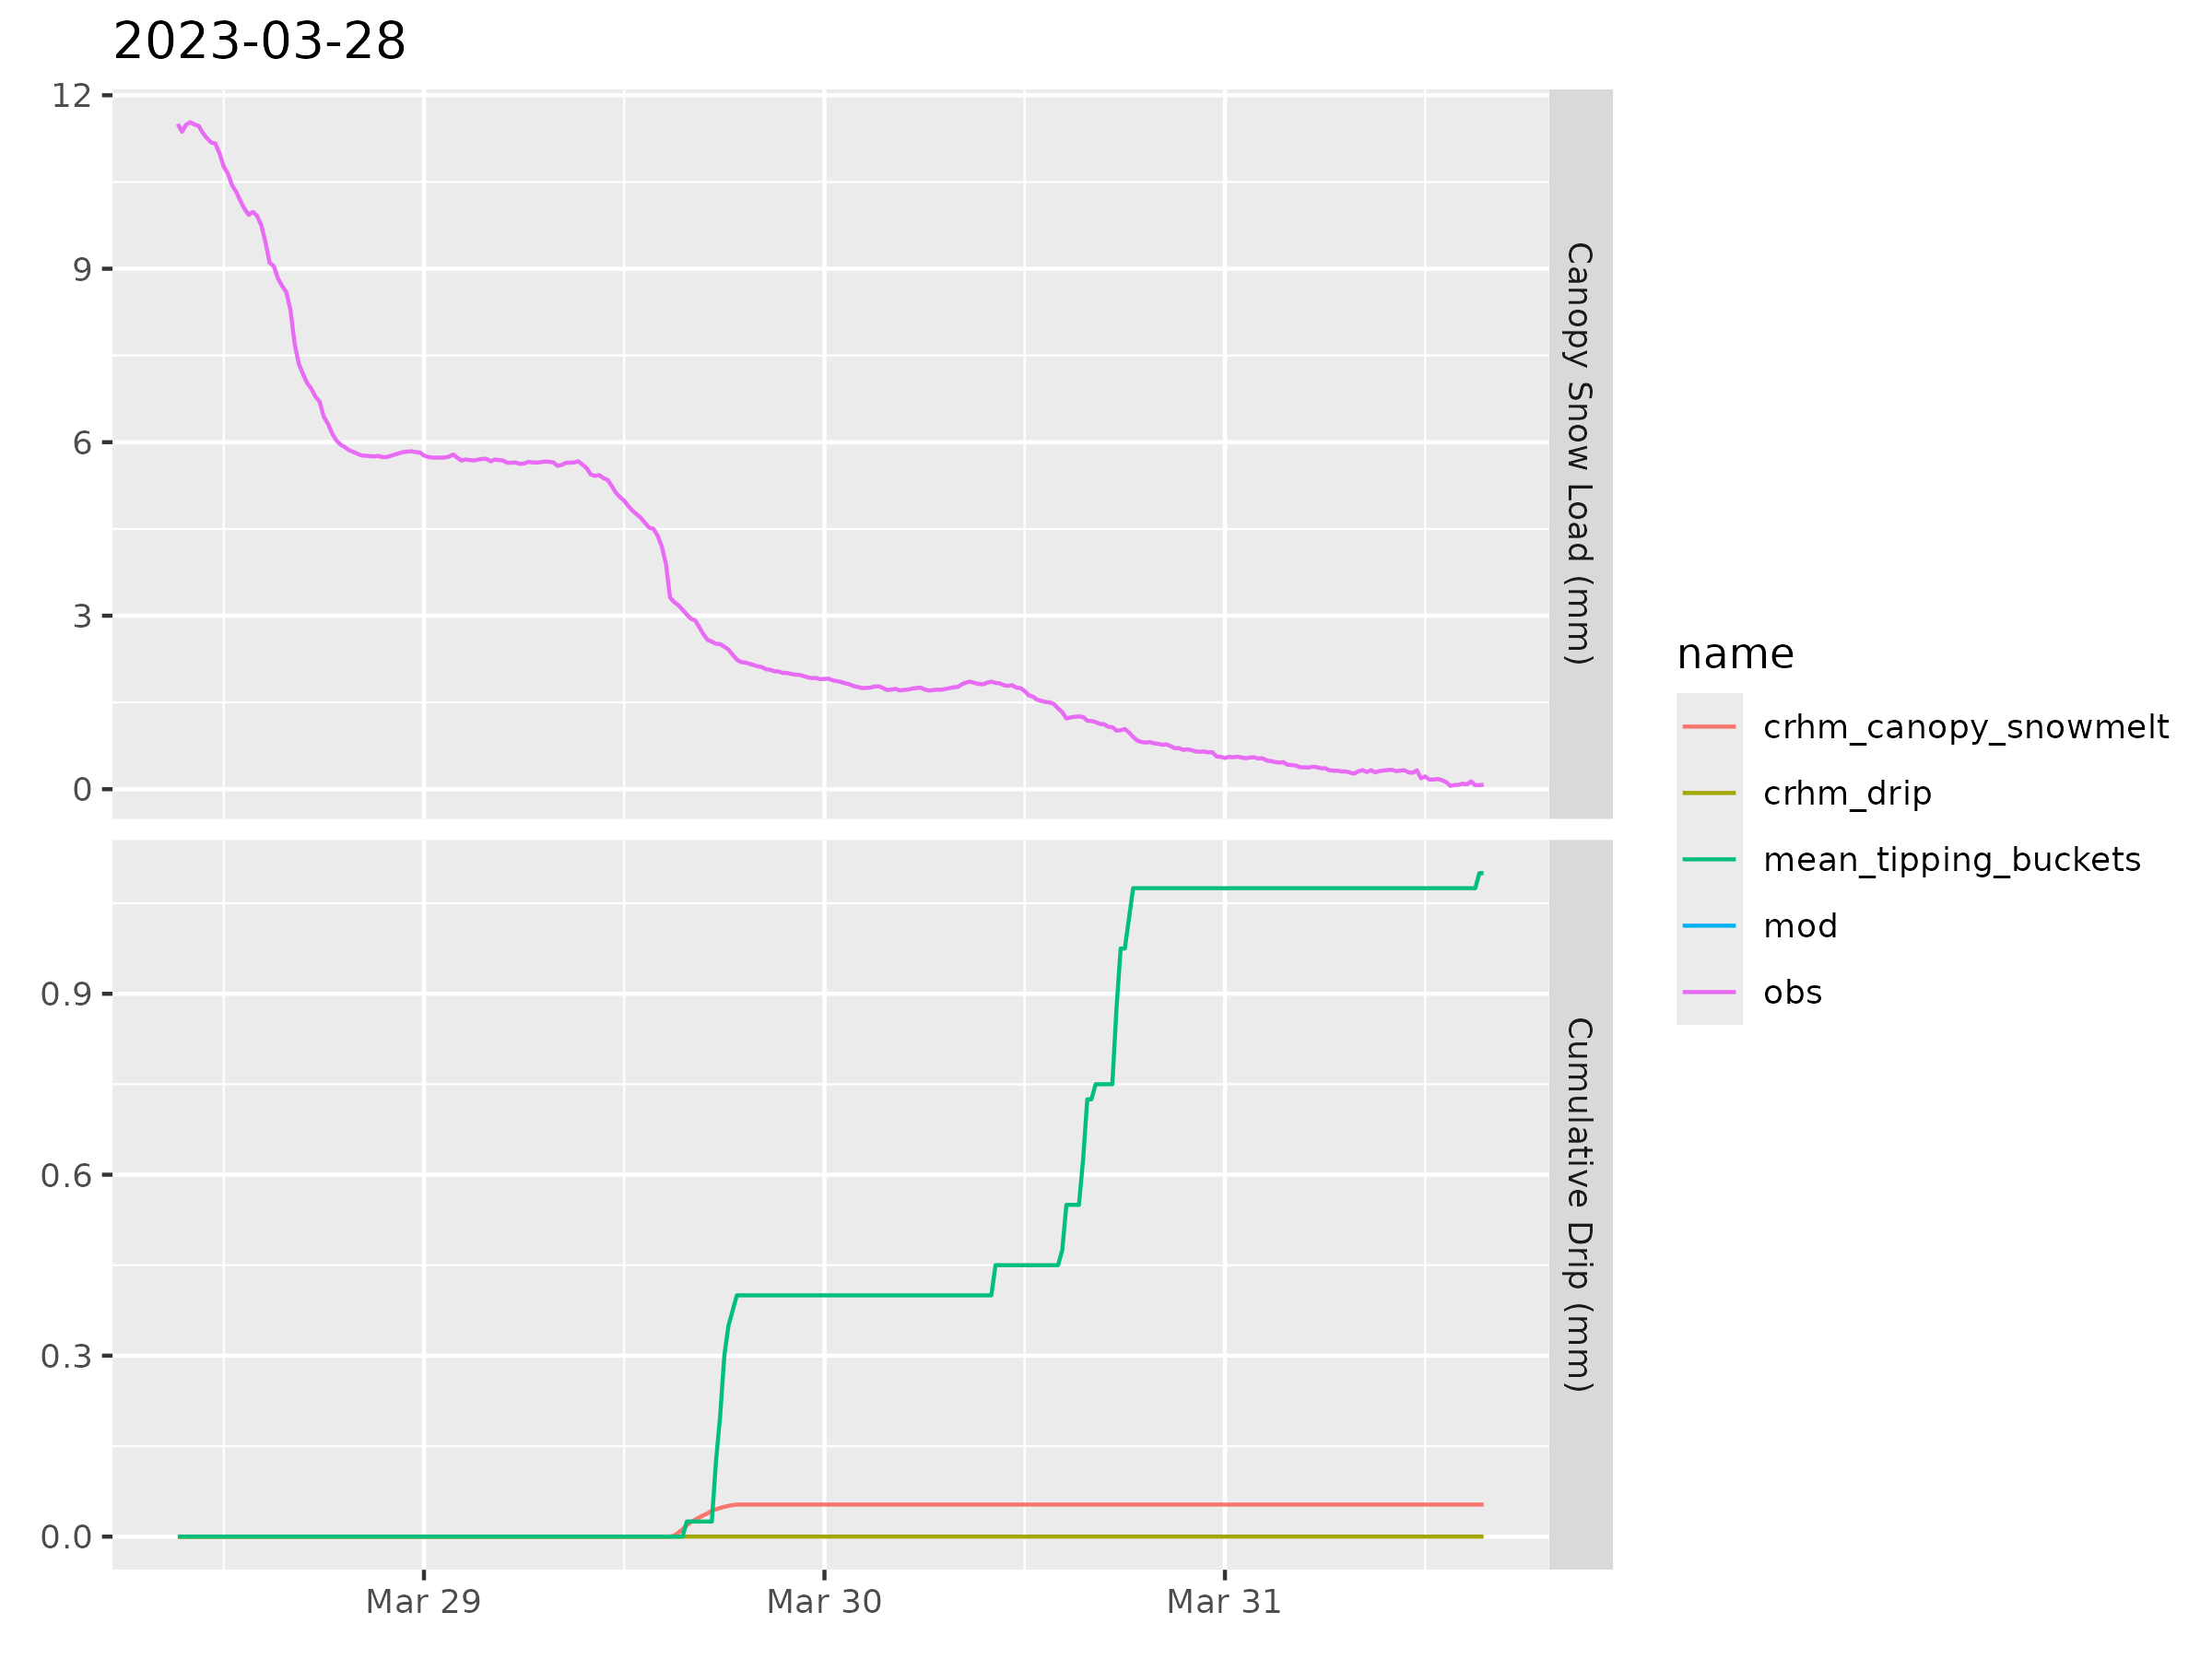 2023-03-28
12
9
6
3
0
Canopy Snow Load (mm)
0.9
0.6
0.3
0.0
Cumulative Drip (mm)
Mar 29
Mar 30
Mar 31
name
crhm_canopy_snowmelt
crhm_drip
mean_tipping_buckets
mod
obs